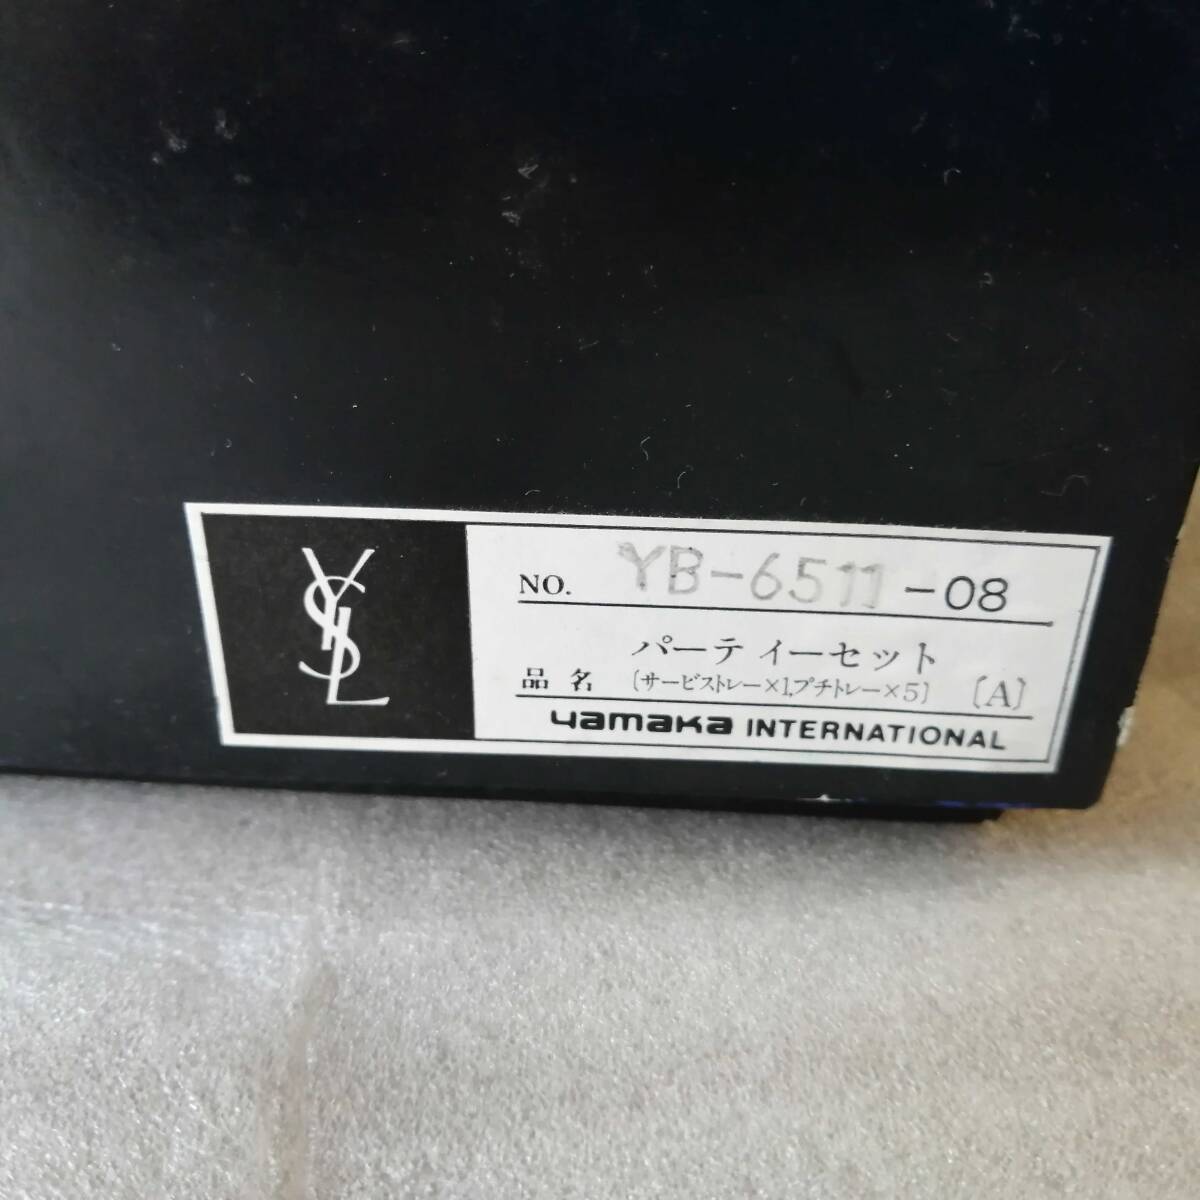 YSL
NO. YB-6511-08
パーティーセット
品名 〔サービストレー×1,プチトレー×5〕 〔A〕
yamaka INTERNATIONAL